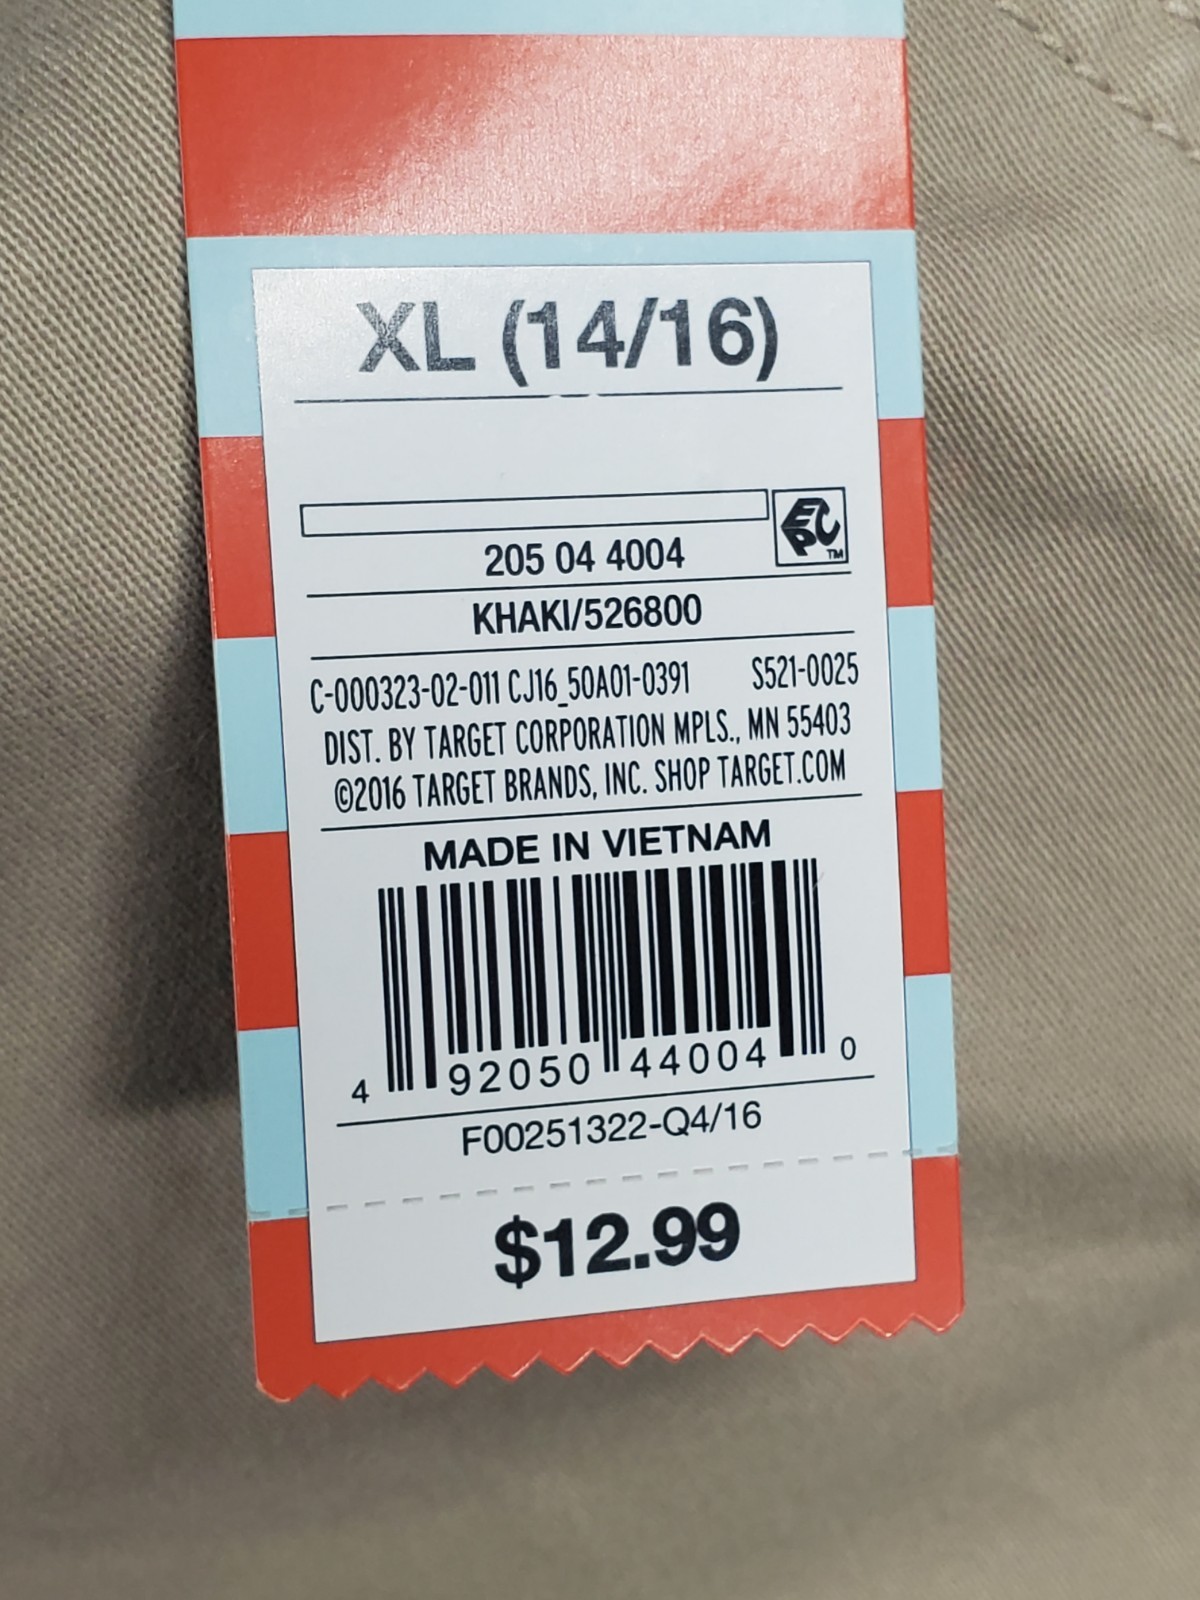 XL (14/16)
EPC
TM
205 04 4004
KHAKI/526800
C-000323-02-011 CJ16_50A01-0391 S521-0025
DIST. BY TARGET CORPORATION MPLS., MN 55403
©2016 TARGET BRANDS, INC. SHOP TARGET.COM
MADE IN VIETNAM
4 92050 44004 0
F00251322-Q4/16
$12.99